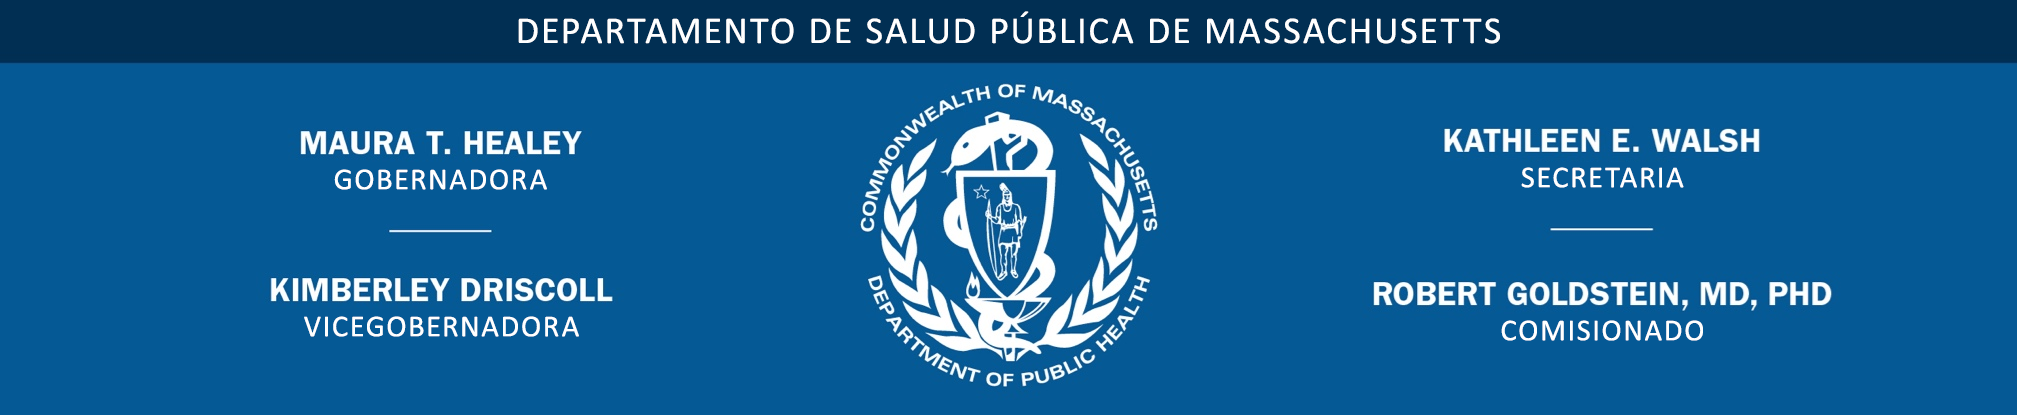 DEPARTAMENTO DE SALUD PÚBLICA DE MASSACHUSETTS
MAURA T. HEALEY
GOBERNADORA
KIMBERLEY DRISCOLL
VICEGOBERNADORA
COMMONWEALTH OF MASSACHUSETTS
DEPARTMENT OF PUBLIC HEALTH
KATHLEEN E. WALSH
SECRETARIA
ROBERT GOLDSTEIN, MD, PHD
COMISIONADO